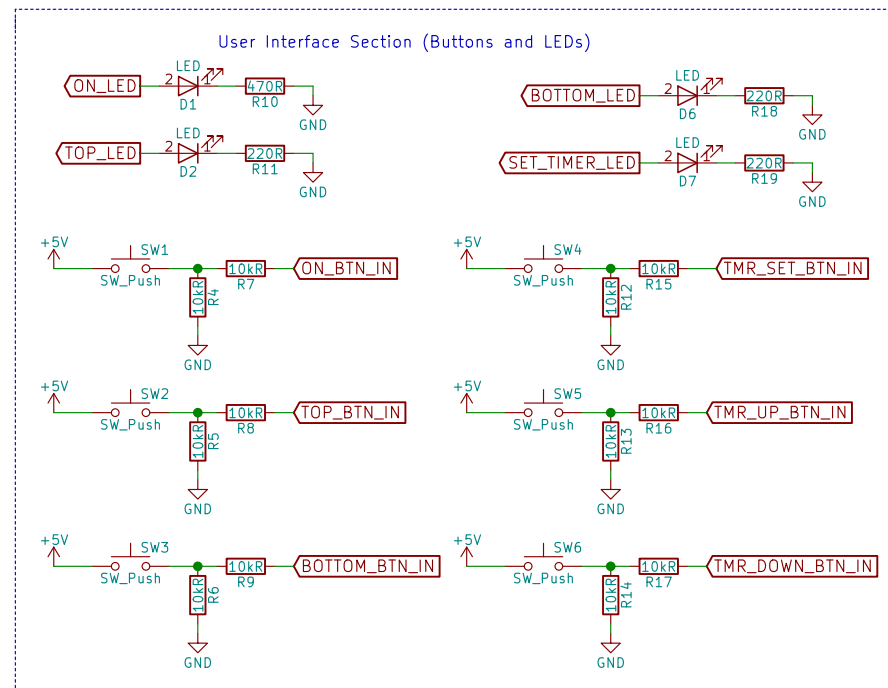 User Interface Section (Buttons and LEDs)
LED
ON_LED 2 1 470R
D1 R10
GND
LED
TOP_LED 2 1 220R
D2 R11
GND
LED
BOTTOM_LED 2 1 220R
D6 R18
GND
LED
SET_TIMER_LED 2 1 220R
D7 R19
GND
+5V
SW1
SW_Push
10kR
R4
10kR
R7
ON_BTN_IN
GND
+5V
SW4
SW_Push
10kR
R12
10kR
R15
TMR_SET_BTN_IN
GND
+5V
SW2
SW_Push
10kR
R5
10kR
R8
TOP_BTN_IN
GND
+5V
SW5
SW_Push
10kR
R13
10kR
R16
TMR_UP_BTN_IN
GND
+5V
SW3
SW_Push
10kR
R6
10kR
R9
BOTTOM_BTN_IN
GND
+5V
SW6
SW_Push
10kR
R14
10kR
R17
TMR_DOWN_BTN_IN
GND